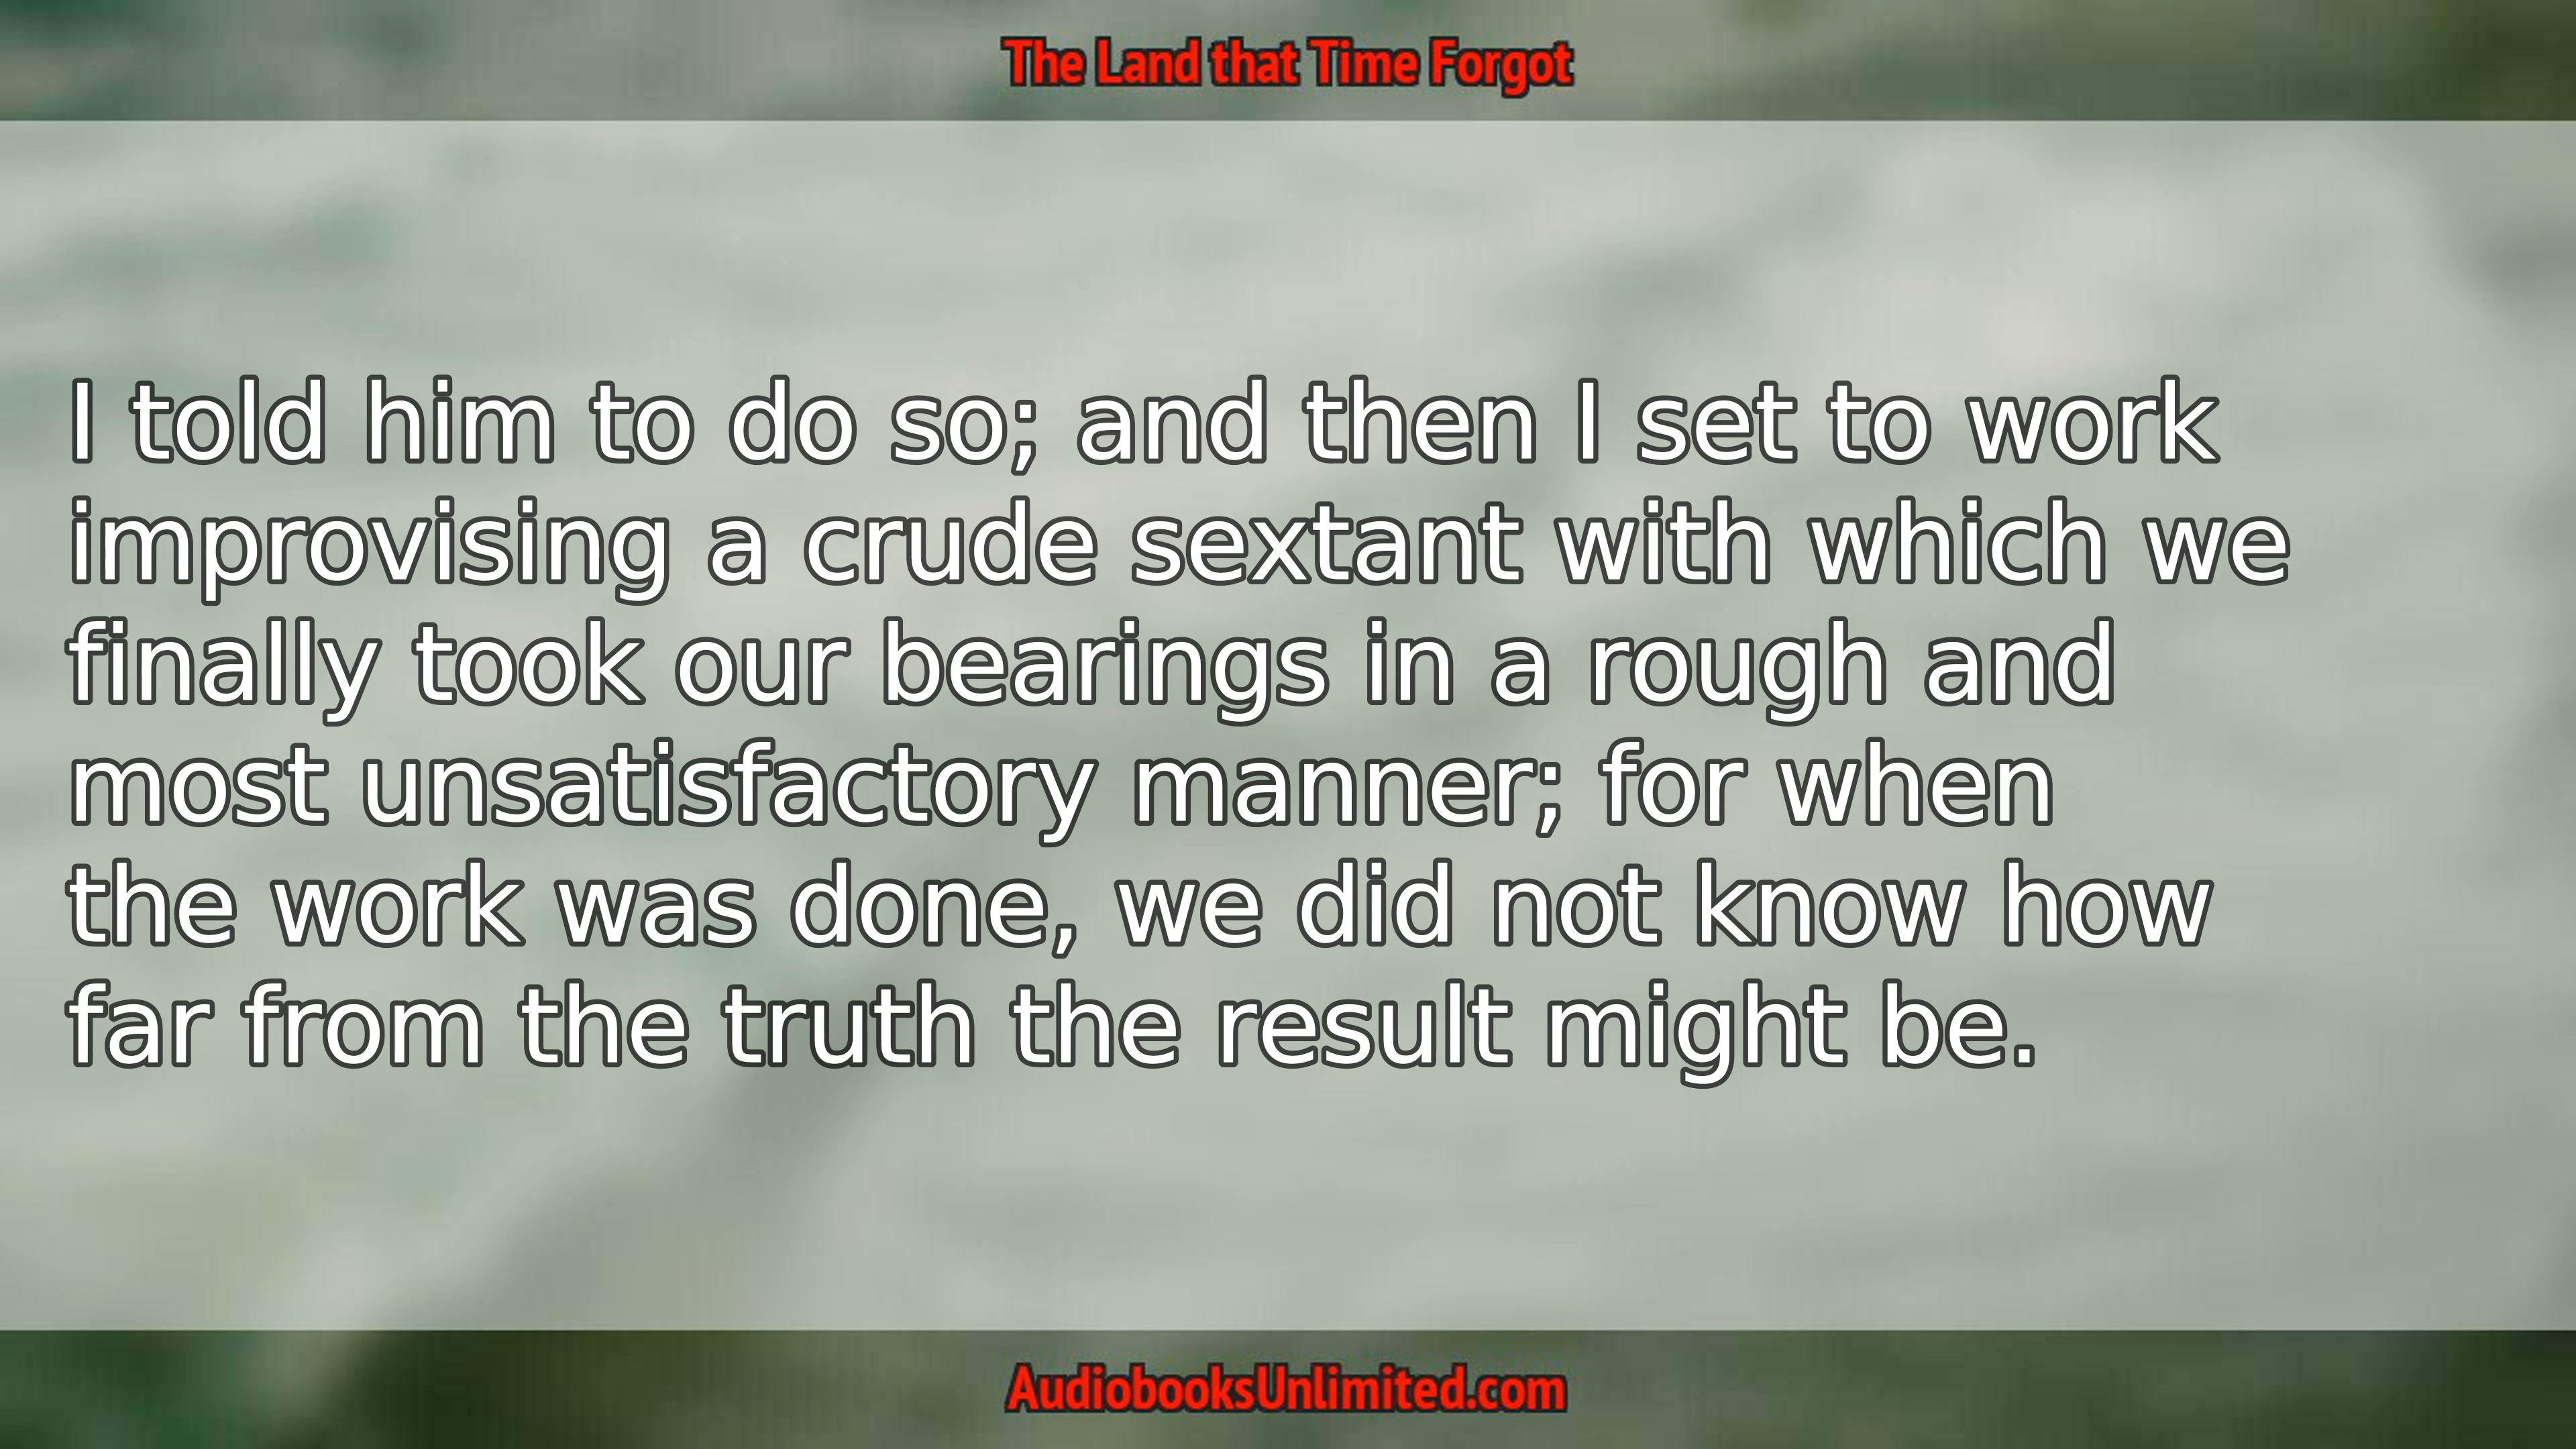 The Land that Time Forgot
I told him to do so; and then I set to work
improvising a crude sextant with which we
finally took our bearings in a rough and
most unsatisfactory manner; for when
the work was done, we did not know how
far from the truth the result might be.
AudiobooksUnlimited.com